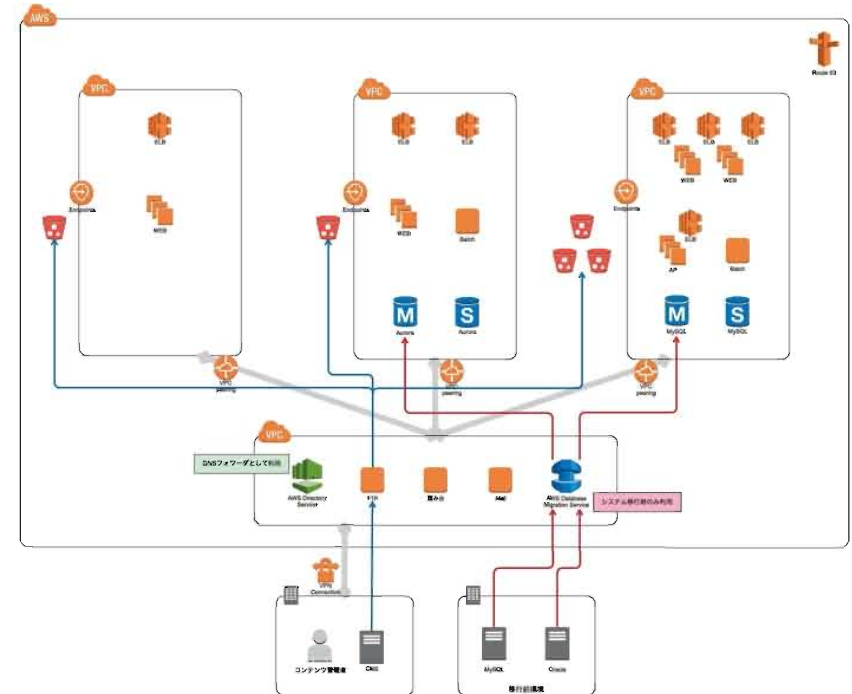 AWS
Route 53
VPC
VPC
VPC
ELB
ELB
ELB
ELB
ELB
ELB
WEB
WEB
Endpoints
Endpoints
Endpoints
WEB
WEB
Batch
ELB
AP
Batch
M
S
M
S
Aurora
Aurora
MySQL
MySQL
VPC
peering
VPC
peering
VPC
peering
VPC
DNSフォワーダとして利用
AWS Directory
Service
FTP
踏み台
Mail
AWS Database
Migration Service
システム移行時のみ利用
VPN
Connection
コンテンツ管理者
CMS
MySQL
Oracle
移行前環境